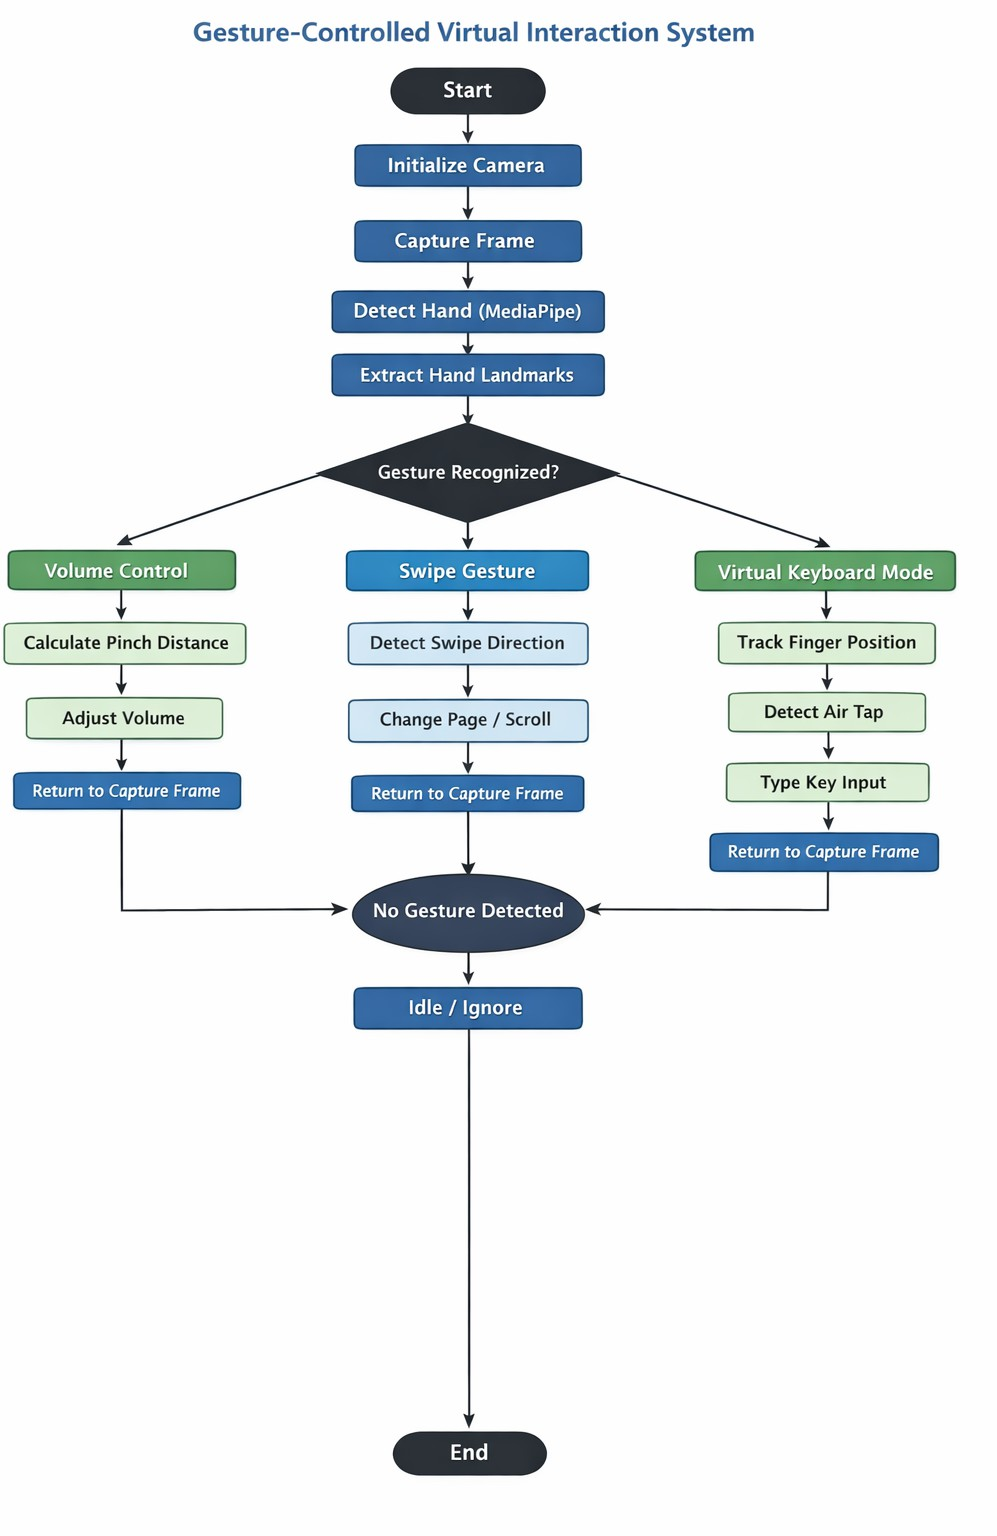 Gesture-Controlled Virtual Interaction System
Start
Initialize Camera
Capture Frame
Detect Hand (MediaPipe)
Extract Hand Landmarks
Gesture Recognized?
Volume Control
Calculate Pinch Distance
Adjust Volume
Return to Capture Frame
Swipe Gesture
Detect Swipe Direction
Change Page / Scroll
Return to Capture Frame
Virtual Keyboard Mode
Track Finger Position
Detect Air Tap
Type Key Input
Return to Capture Frame
No Gesture Detected
Idle / Ignore
End